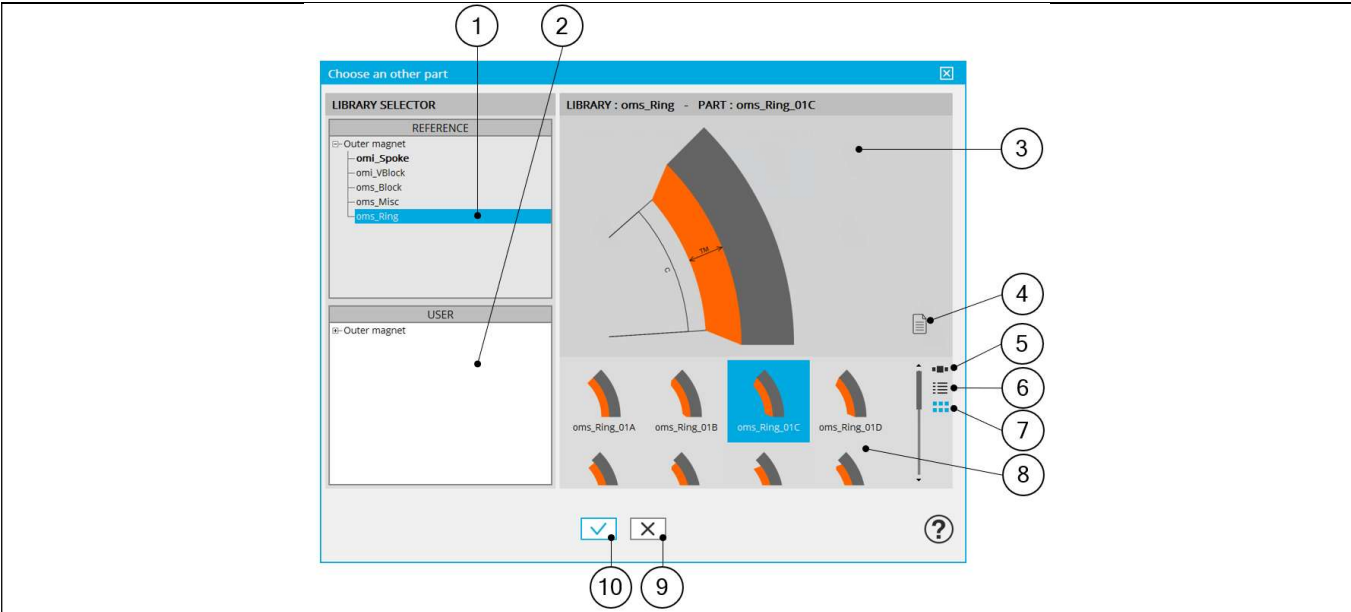 1
2
Choose an other part
LIBRARY SELECTOR
LIBRARY : oms_Ring - PART : oms_Ring_01C
REFERENCE
Outer magnet
omi_Spoke
omi_VBlock
oms_Block
oms_Misc
oms_Ring
USER
Outer magnet
TM
C
3
4
5
6
7
8
oms_Ring_01A oms_Ring_01B oms_Ring_01C oms_Ring_01D
?
10
9